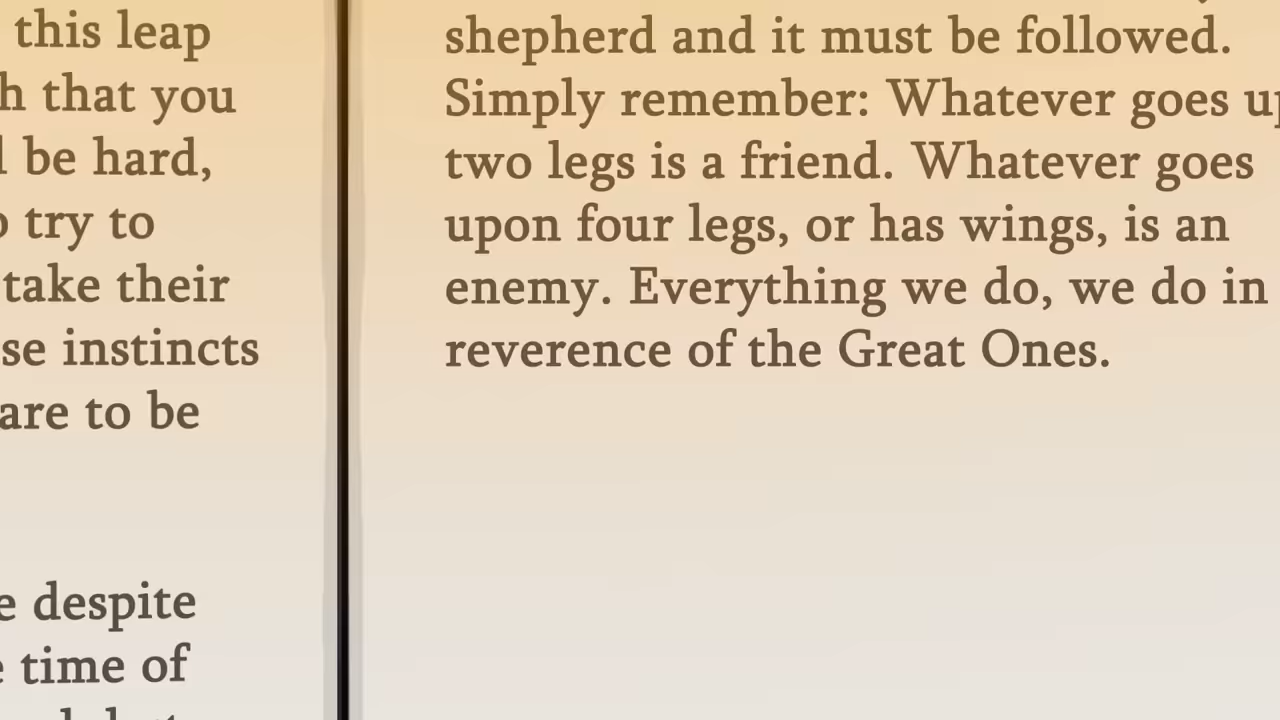 this leap
that you
be hard,
try to
take their
instincts
are to be
despite
time of
shepherd and it must be followed.
Simply remember: Whatever goes
two legs is a friend. Whatever goes
upon four legs, or has wings, is an
enemy. Everything we do, we do in
reverence of the Great Ones.